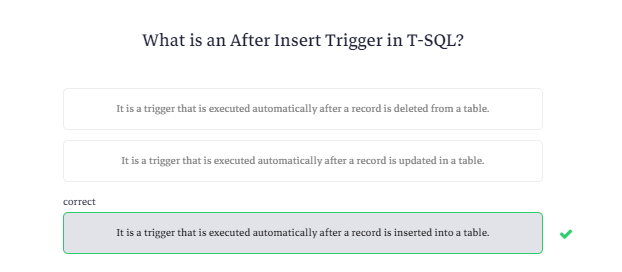 What is an After Insert Trigger in T-SQL?
It is a trigger that is executed automatically after a record is deleted from a table.
It is a trigger that is executed automatically after a record is updated in a table.
correct
It is a trigger that is executed automatically after a record is inserted into a table.